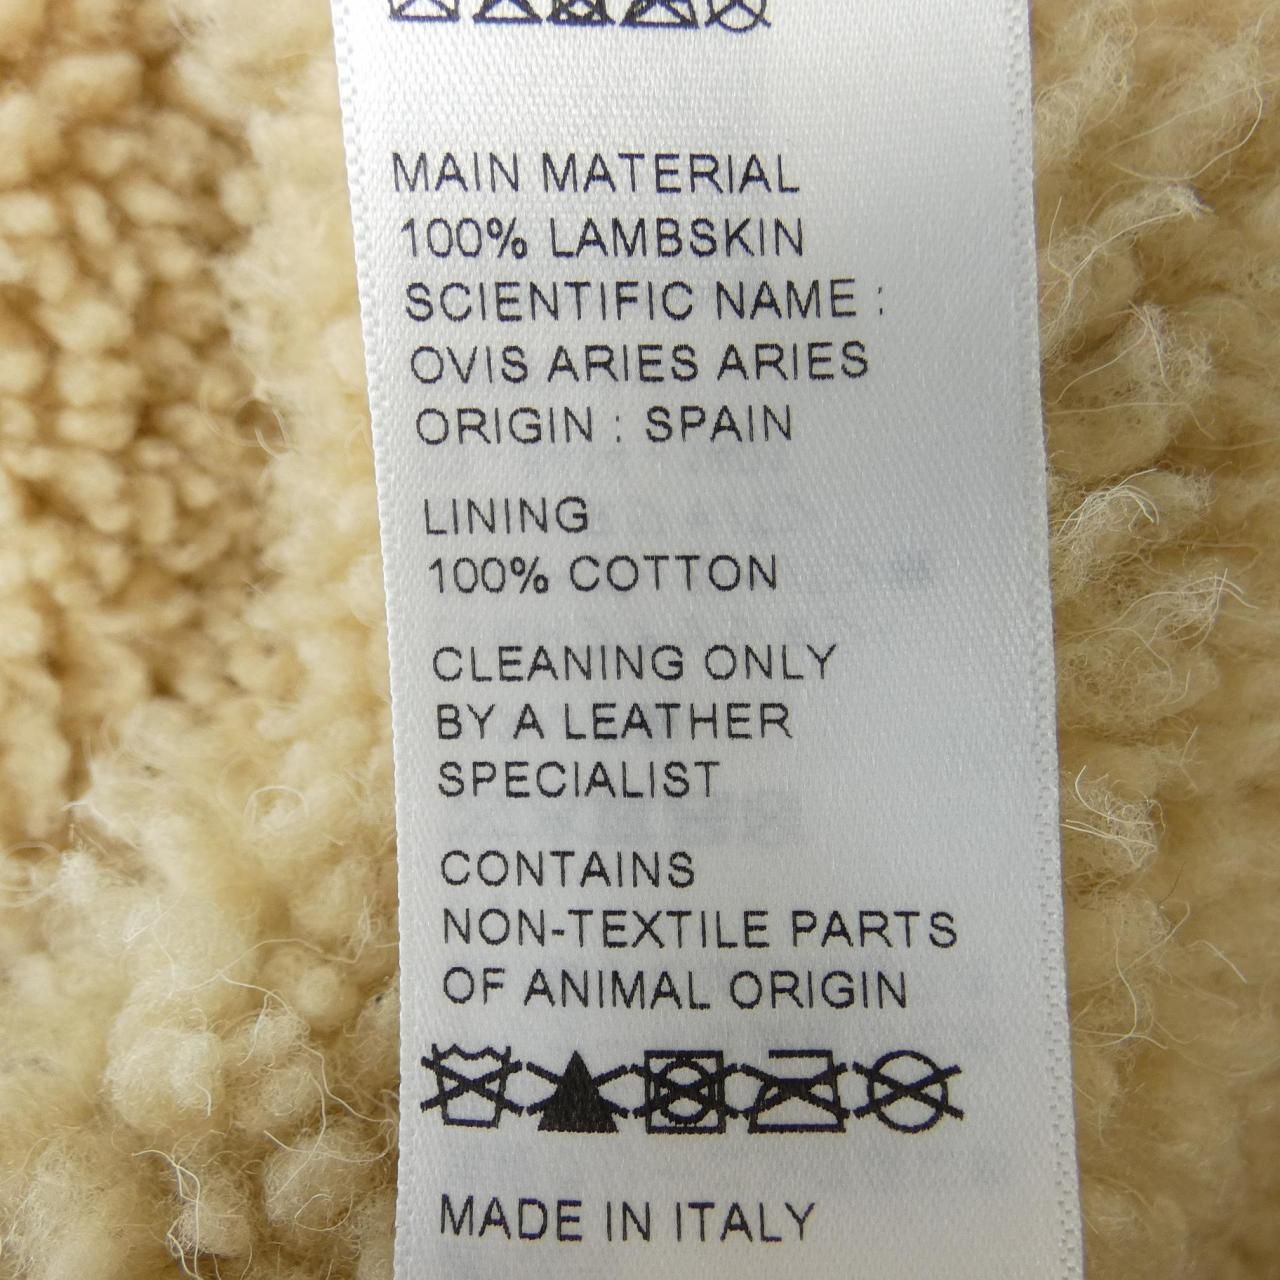 MAIN MATERIAL
100% LAMBSKIN
SCIENTIFIC NAME :
OVIS ARIES ARIES
ORIGIN : SPAIN
LINING
100% COTTON
CLEANING ONLY
BY A LEATHER
SPECIALIST
CONTAINS
NON-TEXTILE PARTS
OF ANIMAL ORIGIN
MADE IN ITALY